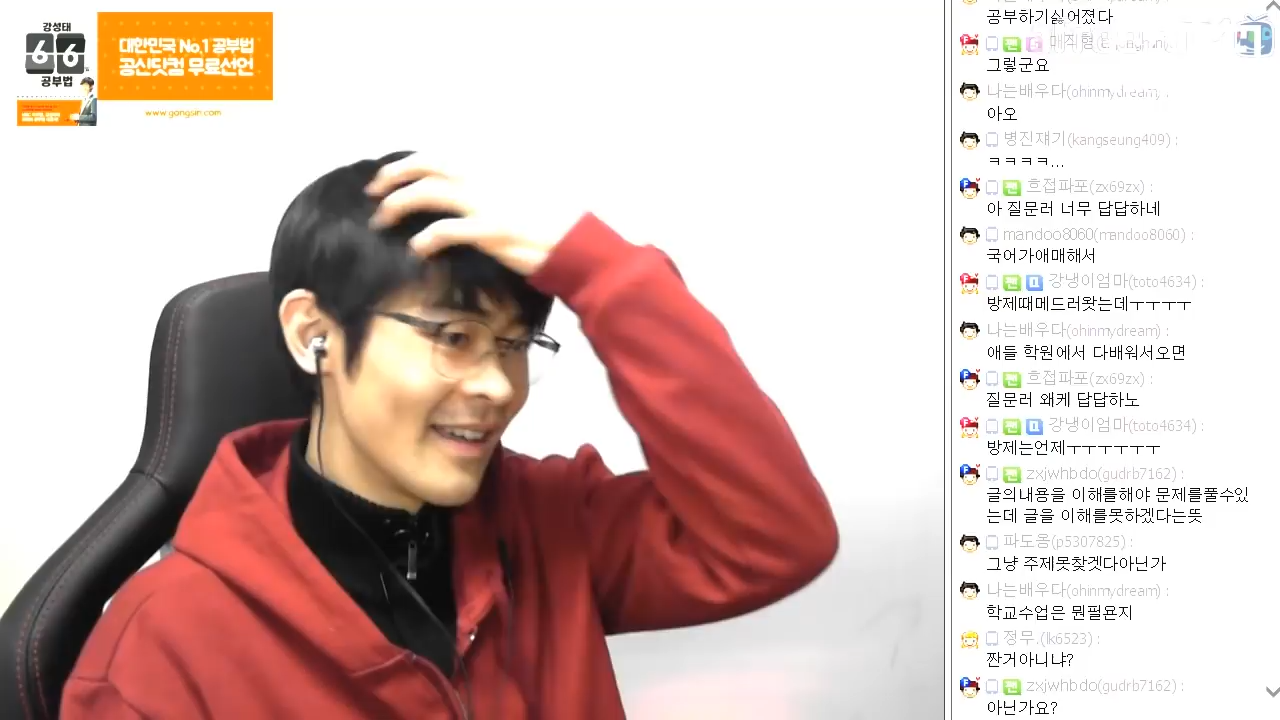 강성태
66
공부법
대한민국 No.1 공부법
공신닷컴 무료선언
www.gongsin.com
공부하기싫어졌다
그렇군요
나는배우다(ohinmydream) :
아오
병진쟤기(kangseung409) :
ㅋㅋㅋㅋ...
흐접파포(zx69zx) :
아 질문러 너무 답답하네
mandoo8060(mandoo8060) :
국어가애매해서
강냉이엄마(toto4634) :
방제때메드러왓는데ㅜㅜㅜㅜ
나는배우다(ohinmydream) :
애들 학원에서 다배워서오면
흐접파포(zx69zx) :
질문러 왜케 답답하노
강냉이엄마(toto4634) :
방제는언제ㅜㅜㅜㅜㅜㅜ
zxjwhbdo(gudrb7162) :
글의내용을 이해를해야 문제를풀수있
는데 글을 이해를못하겠다는뜻
파도옹(p5307825) :
그냥 주제못찾겟다아닌가
나는배우다(ohinmydream) :
학교수업은 뭔필욘지
정무.(lk6523) :
짠거아니냐?
zxjwhbdo(gudrb7162) :
아닌가요?